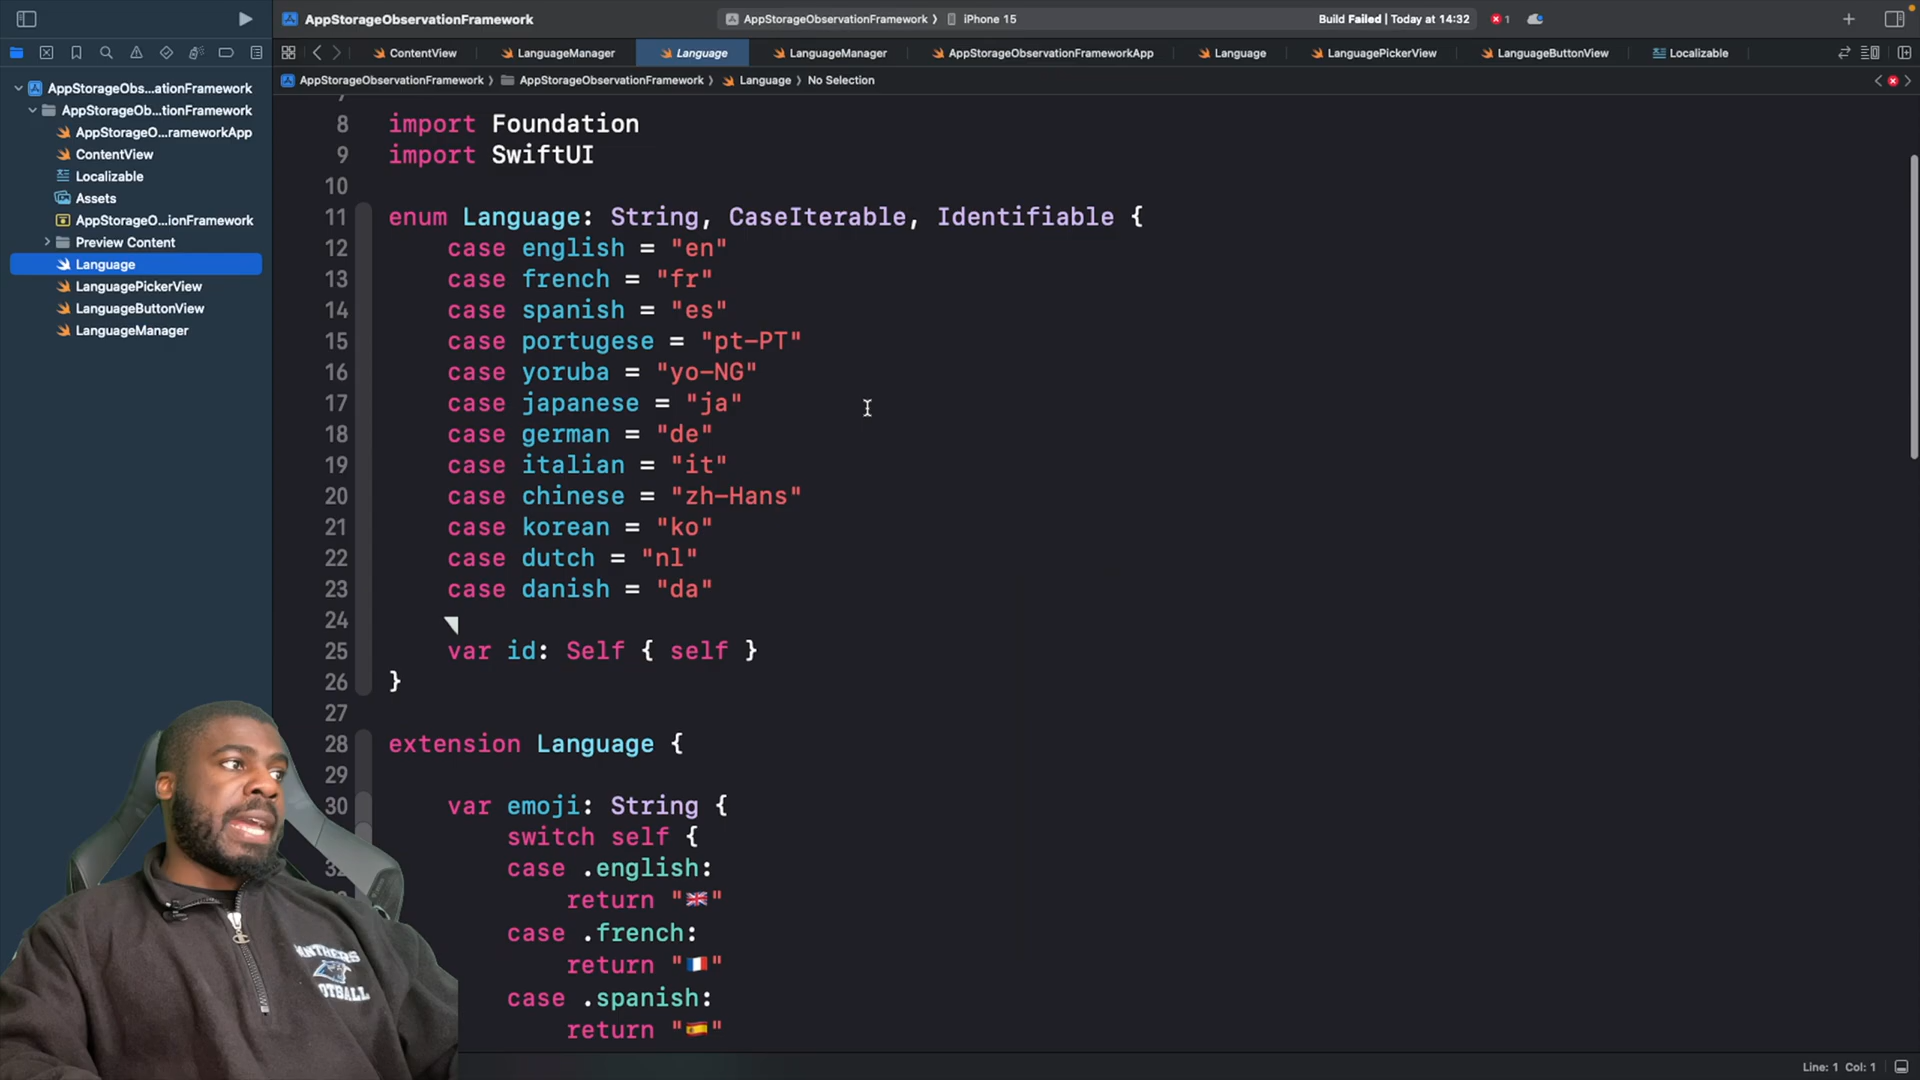 AppStorageObservationFramework
AppStorageObservationFramework 〉 iPhone 15
Build Failed | Today at 14:32
1
ContentView
LanguageManager
Language
LanguageManager
AppStorageObservationFrameworkApp
Language
LanguagePickerView
LanguageButtonView
Localizable
AppStorageObservationFramework 〉 AppStorageObservationFramework 〉 Language 〉 No Selection
AppStorageObs...ationFramework
AppStorageOb...tionFramework
AppStorageO...rameworkApp
ContentView
Localizable
Assets
AppStorageO...ionFramework
Preview Content
Language
LanguagePickerView
LanguageButtonView
LanguageManager
8 import Foundation
9 import SwiftUI
10
11 enum Language: String, CaseIterable, Identifiable {
12 case english = "en"
13 case french = "fr"
14 case spanish = "es"
15 case portugese = "pt-PT"
16 case yoruba = "yo-NG"
17 case japanese = "ja"
18 case german = "de"
19 case italian = "it"
20 case chinese = "zh-Hans"
21 case korean = "ko"
22 case dutch = "nl"
23 case danish = "da"
24
25 var id: Self { self }
26 }
27
28 extension Language {
29
30 var emoji: String {
switch self {
case .english:
return "🇬🇧"
case .french:
return "🇫🇷"
case .spanish:
return "🇪🇸"
Line: 1 Col: 1